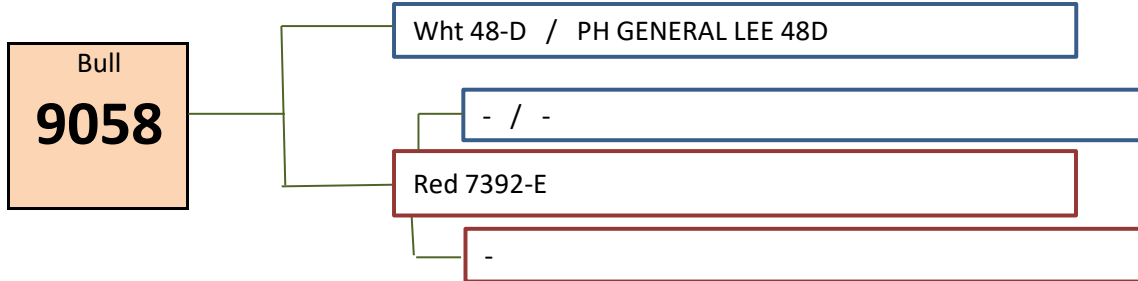 Bull
9058
Wht 48-D / PH GENERAL LEE 48D
- / -
Red 7392-E
-